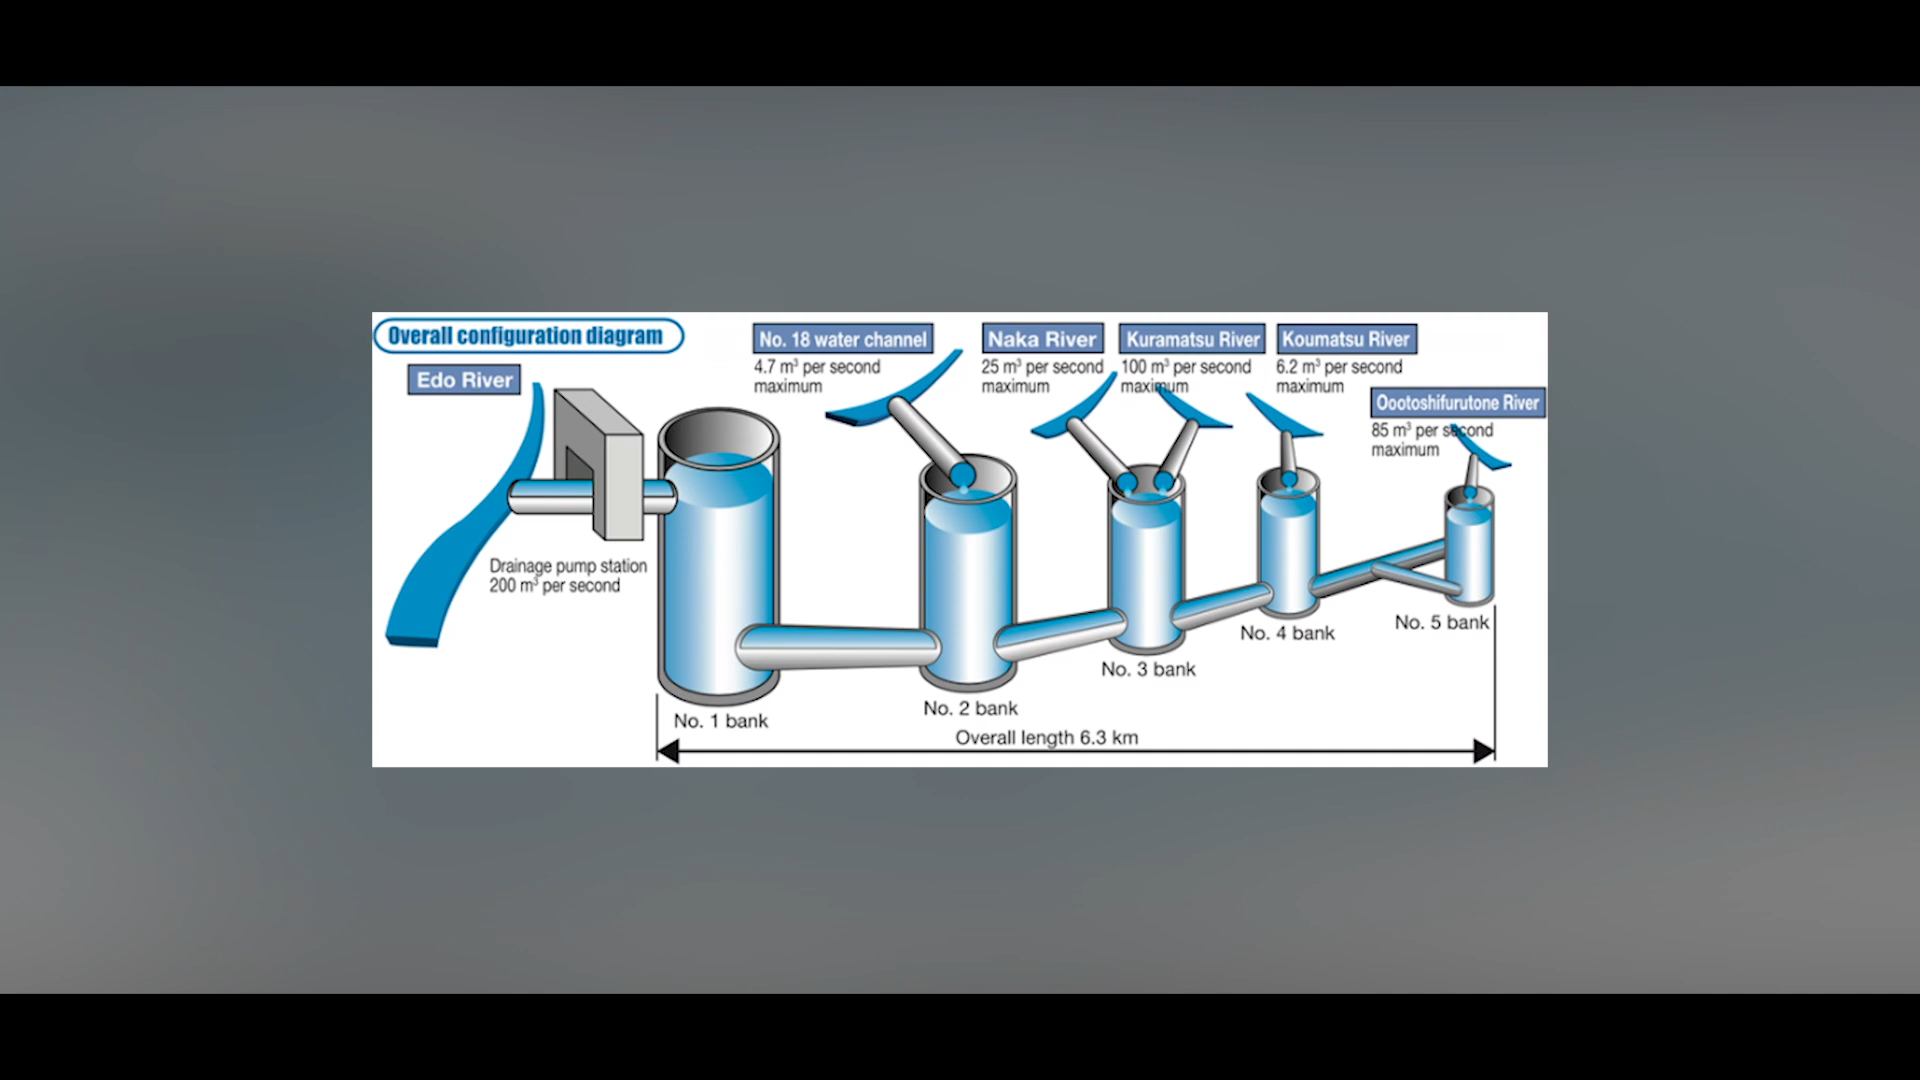 Overall configuration diagram
Edo River
No. 18 water channel
4.7 m³ per second
maximum
Naka River
25 m³ per second
maximum
Kuramatsu River
100 m³ per second
maximum
Koumatsu River
6.2 m³ per second
maximum
Oootoshifurutone River
85 m³ per second
maximum
Drainage pump station
200 m³ per second
No. 1 bank
No. 2 bank
No. 3 bank
No. 4 bank
No. 5 bank
Overall length 6.3 km